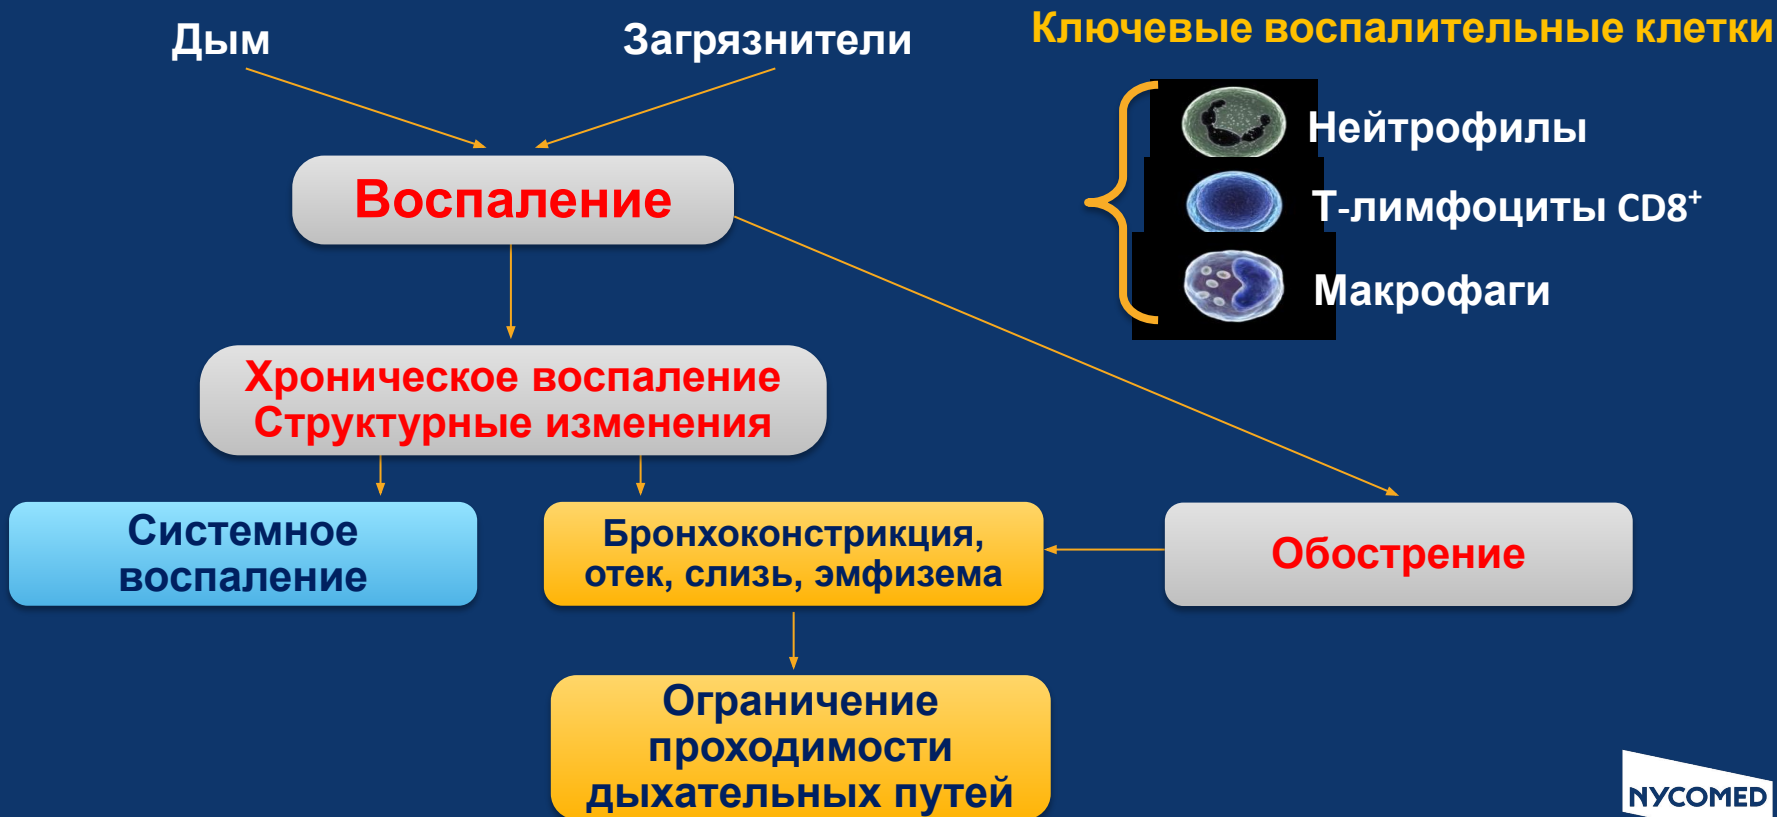 Дым
Загрязнители
Ключевые воспалительные клетки
Нейтрофилы
Т-лимфоциты CD8⁺
Макрофаги
Воспаление
Хроническое воспаление
Структурные изменения
Системное
воспаление
Бронхоконстрикция,
отек, слизь, эмфизема
Обострение
Ограничение
проходимости
дыхательных путей
NYCOMED